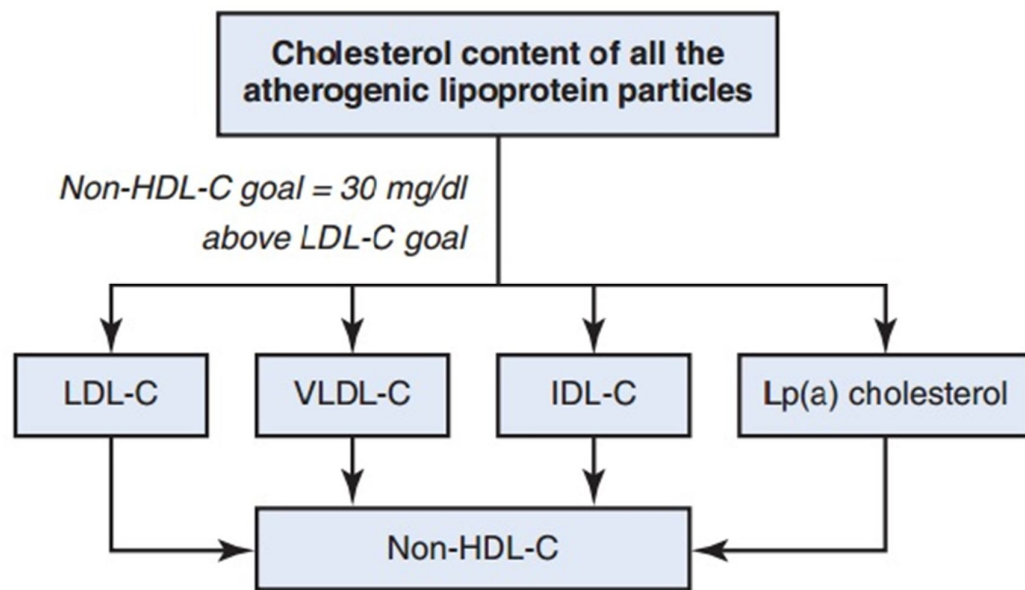 Cholesterol content of all the
atherogenic lipoprotein particles
Non-HDL-C goal = 30 mg/dl
above LDL-C goal
LDL-C
VLDL-C
IDL-C
Lp(a) cholesterol
Non-HDL-C